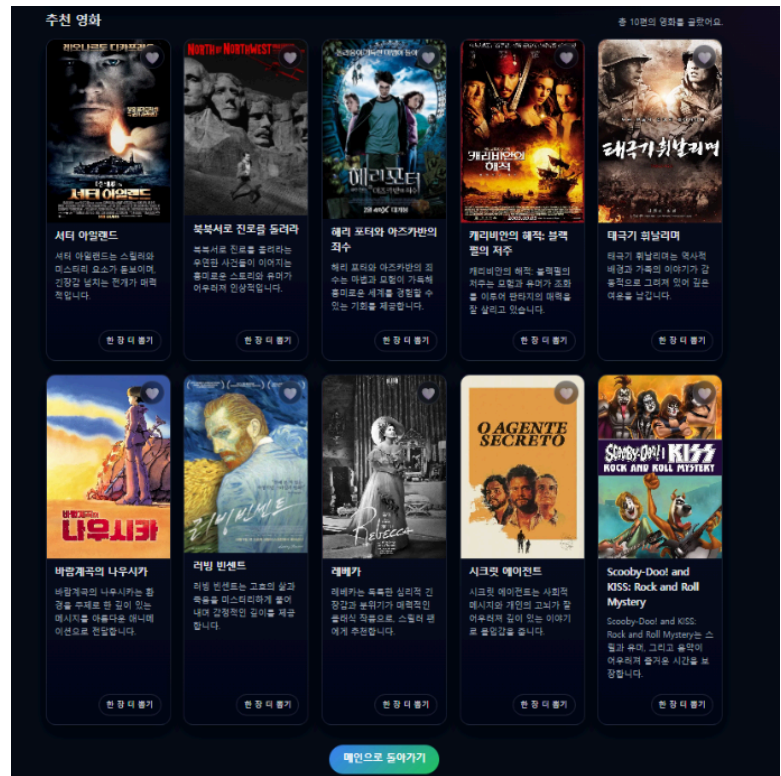 추천 영화
총 10편의 영화를 골랐어요.
레오나르도 디카프리오
셔터 아일랜드
NORTH BY NORTHWEST
해리포터
아즈카반의 죄수
4DX 대개봉
캐리비안의
해적
태극기 휘날리며
셔터 아일랜드
셔터 아일랜드는 스릴러와
미스터리 요소가 돋보이며,
긴장감 넘치는 전개가 매력
적입니다.
한 장 더 뽑기
북북서로 진로를 돌려라
북북서로 진로를 돌려라는
우연한 사건들이 이어지는
흥미로운 스토리와 유머가
어우러져 인상적입니다.
한 장 더 뽑기
해리 포터와 아즈카반의
죄수
해리 포터와 아즈카반의 죄
수는 마법과 모험이 가득해
흥미로운 세계를 경험할 수
있는 기회를 제공합니다.
한 장 더 뽑기
캐리비안의 해적: 블랙
펄의 저주
캐리비안의 해적: 블랙펄의
저주는 모험과 유머가 조화
를 이루어 판타지의 매력을
잘 살리고 있습니다.
한 장 더 뽑기
태극기 휘날리며
태극기 휘날리며는 역사적
배경과 가족의 이야기가 감
동적으로 그려져 있어 깊은
여운을 남깁니다.
한 장 더 뽑기
바람계곡의
나우시카
러빙 빈센트
Rebecca
O AGENTE
SECRETO
SCOOBY-DOO! KISS
ROCK AND ROLL MYSTERY
바람계곡의 나우시카
바람계곡의 나우시카는 환
경을 주제로 한 깊이 있는
메시지를 아름다운 애니메
이션으로 전달합니다.
한 장 더 뽑기
러빙 빈센트
러빙 빈센트는 고흐의 삶과
죽음을 미스터리하게 풀어
내며 감정적인 깊이를 제공
합니다.
한 장 더 뽑기
레베카
레베카는 독특한 심리적 긴
장감과 분위기가 매력적인
클래식 작품으로, 스릴러 팬
에게 추천합니다.
한 장 더 뽑기
시크릿 에이전트
시크릿 에이전트는 사회적
메시지와 개인의 고뇌가 잘
어우러져 깊이 있는 이야기
로 몰입감을 줍니다.
한 장 더 뽑기
Scooby-Doo! and
KISS: Rock and Roll
Mystery
Scooby-Doo! and KISS:
Rock and Roll Mystery는 스
릴과 유머, 그리고 음악이
어우러져 즐거운 시간을 보
장합니다.
한 장 더 뽑기
메인으로 돌아가기